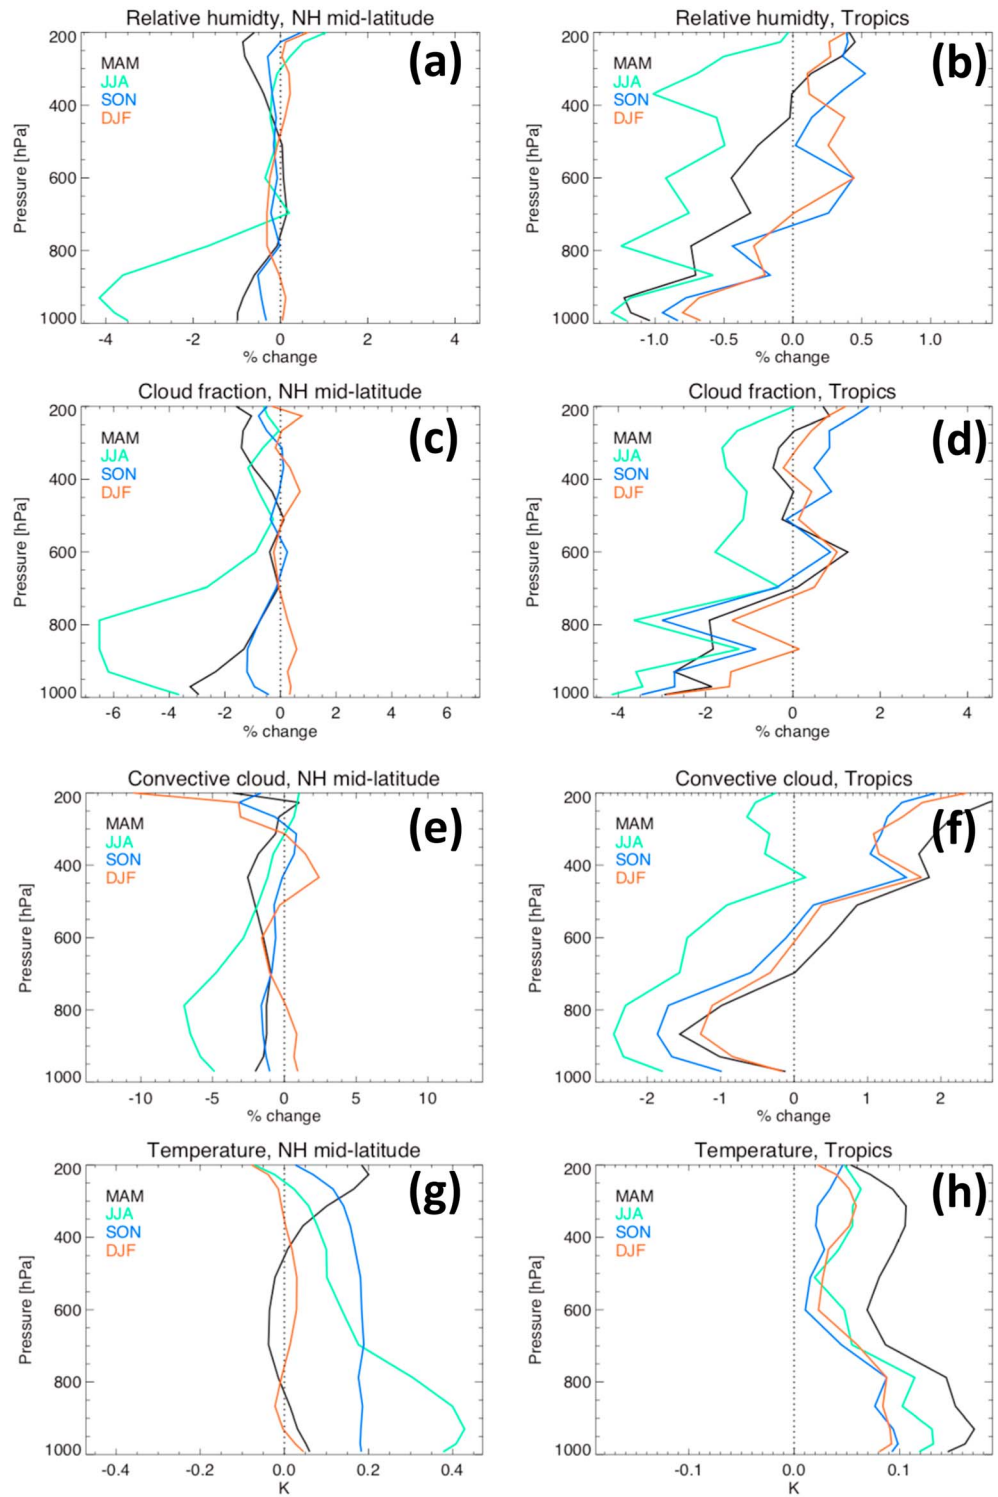 Relative humidty, NH mid-latitude
(a)
MAM
JJA
SON
DJF
200
400
600
800
1000
Pressure [hPa]
-4 -2 0 2 4
% change
Relative humidty, Tropics
(b)
MAM
JJA
SON
DJF
200
400
600
800
1000
Pressure [hPa]
-1.0 -0.5 0.0 0.5 1.0
% change
Cloud fraction, NH mid-latitude
(c)
MAM
JJA
SON
DJF
200
400
600
800
1000
Pressure [hPa]
-6 -4 -2 0 2 4 6
% change
Cloud fraction, Tropics
(d)
MAM
JJA
SON
DJF
200
400
600
800
1000
Pressure [hPa]
-4 -2 0 2 4
% change
Convective cloud, NH mid-latitude
(e)
MAM
JJA
SON
DJF
200
400
600
800
1000
Pressure [hPa]
-10 -5 0 5 10
% change
Convective cloud, Tropics
(f)
MAM
JJA
SON
DJF
200
400
600
800
1000
Pressure [hPa]
-2 -1 0 1 2
% change
Temperature, NH mid-latitude
(g)
MAM
JJA
SON
DJF
200
400
600
800
1000
Pressure [hPa]
-0.4 -0.2 0.0 0.2 0.4
K
Temperature, Tropics
(h)
MAM
JJA
SON
DJF
200
400
600
800
1000
Pressure [hPa]
-0.1 0.0 0.1
K